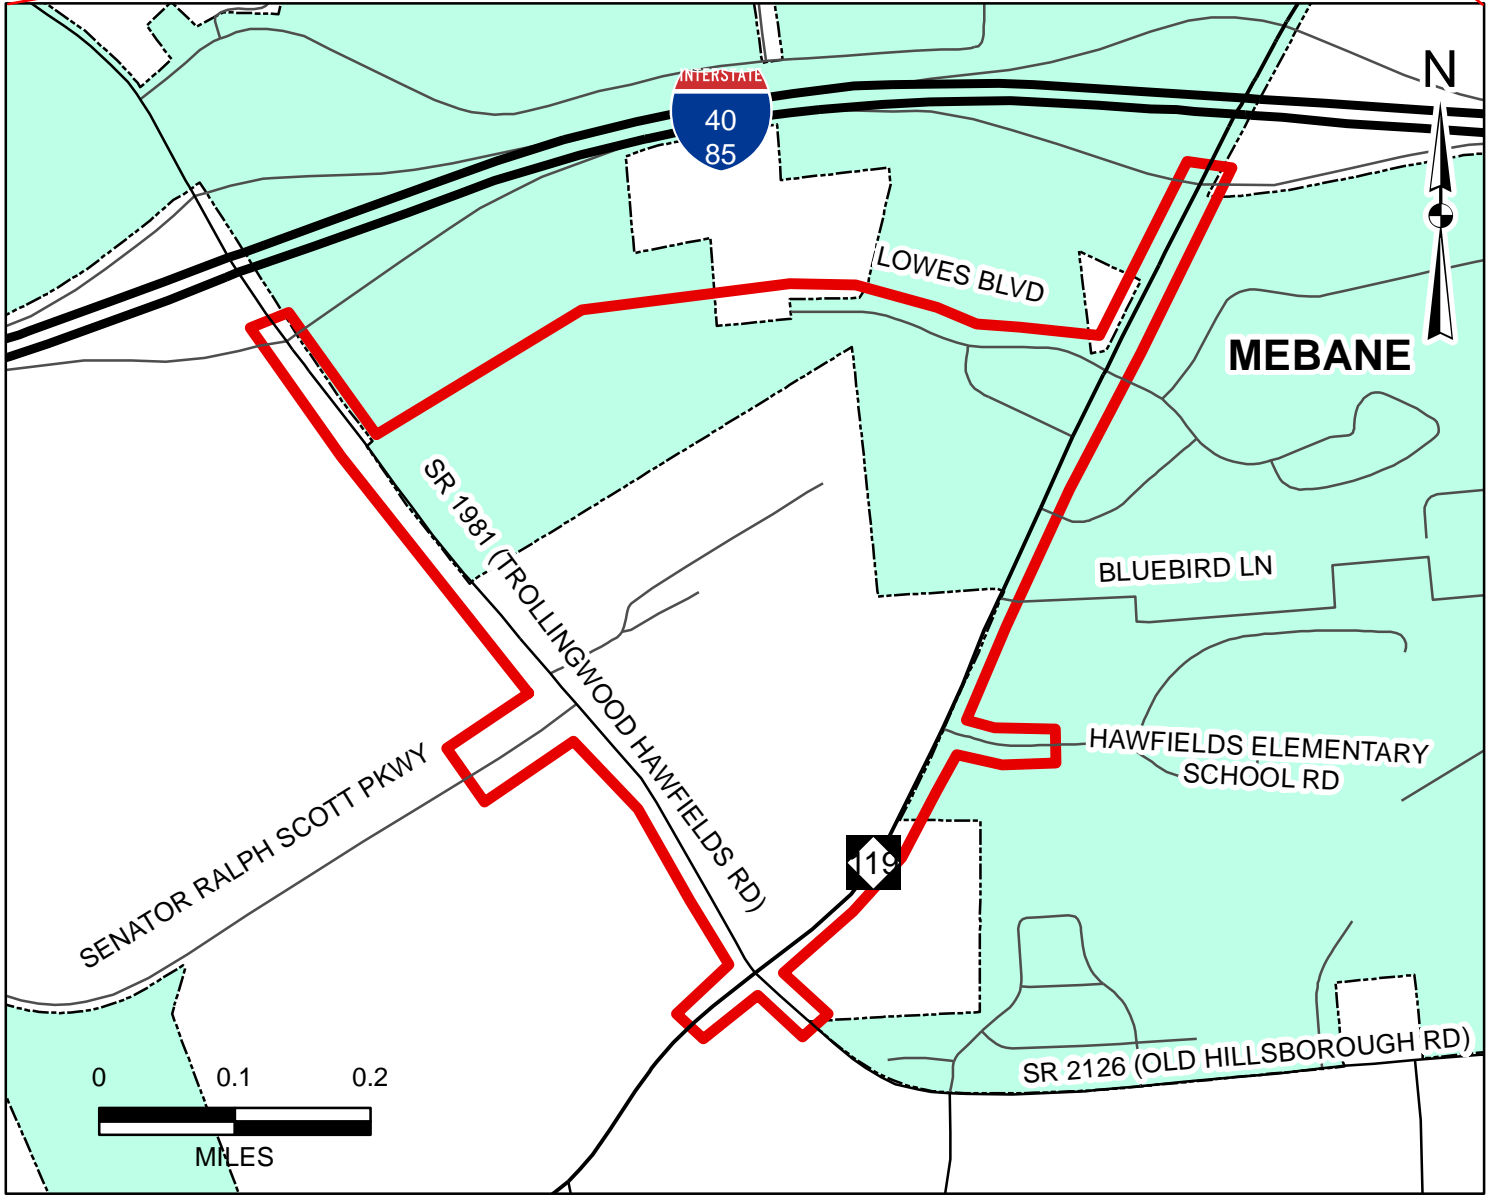 INTERSTATE
40
85
N
LOWES BLVD
MEBANE
SR 1981 (TROLLINGWOOD HAWFIELDS RD)
BLUEBIRD LN
HAWFIELDS ELEMENTARY
SCHOOL RD
SENATOR RALPH SCOTT PKWY
119
SR 2126 (OLD HILLSBOROUGH RD)
0 0.1 0.2
MILES